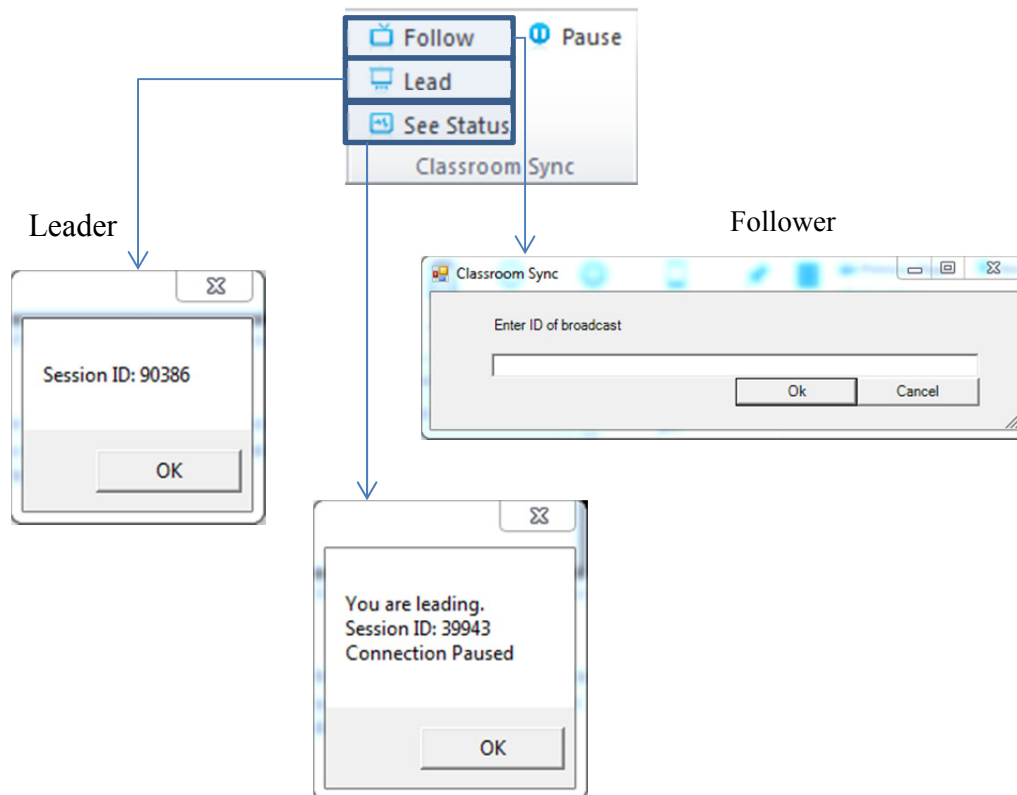 Follow
Pause
Lead
See Status
Classroom Sync
Leader
Follower
Classroom Sync
Enter ID of broadcast
Ok
Cancel
Session ID: 90386
OK
You are leading.
Session ID: 39943
Connection Paused
OK